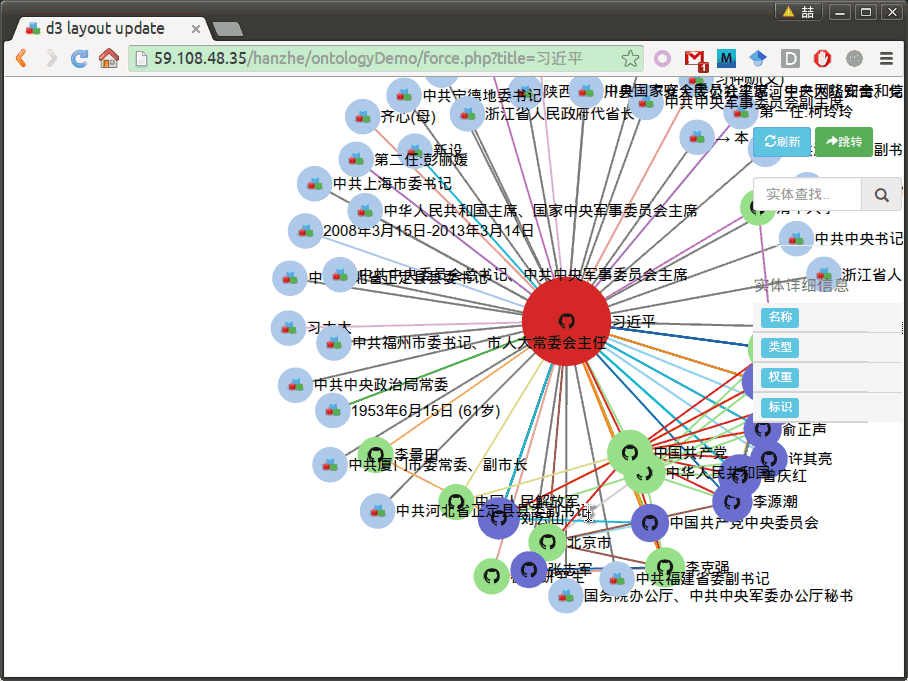 喆
d3 layout update
59.108.48.35/hanzhe/ontologyDemo/force.php?title=习近平
M
D
1
中共宁德地委书记
齐心(母)
浙江省人民政府代省长
陕西
习仲勋(父)
中共中央军事委员会副主席
第一任:柯玲玲
→ 本
刷新
跳转
副书
新设
第二任:彭丽媛
中共上海市委书记
实体查找..
清华大学
中华人民共和国主席、国家中央军事委员会主席
2008年3月15日-2013年3月14日
中共中央书记
中共中央委员会总书记、中共中央军事委员会主席
浙江省人
实体详细信息
名称
习近平
中共福州市委书记、市人大常委会主任
类型
中共中央政治局常委
权重
1953年6月15日 (61岁)
标识
俞正声
李景田
中国共产党
中共厦门市委常委、副市长
许其亮
中华人民共和国
曾庆红
中国人民解放军
李源潮
中共河北省正定县县委副书记
刘云山
中国共产党中央委员会
北京市
张志军
李克强
中共福建省委副书记
国务院办公厅、中共中央军委办公厅秘书